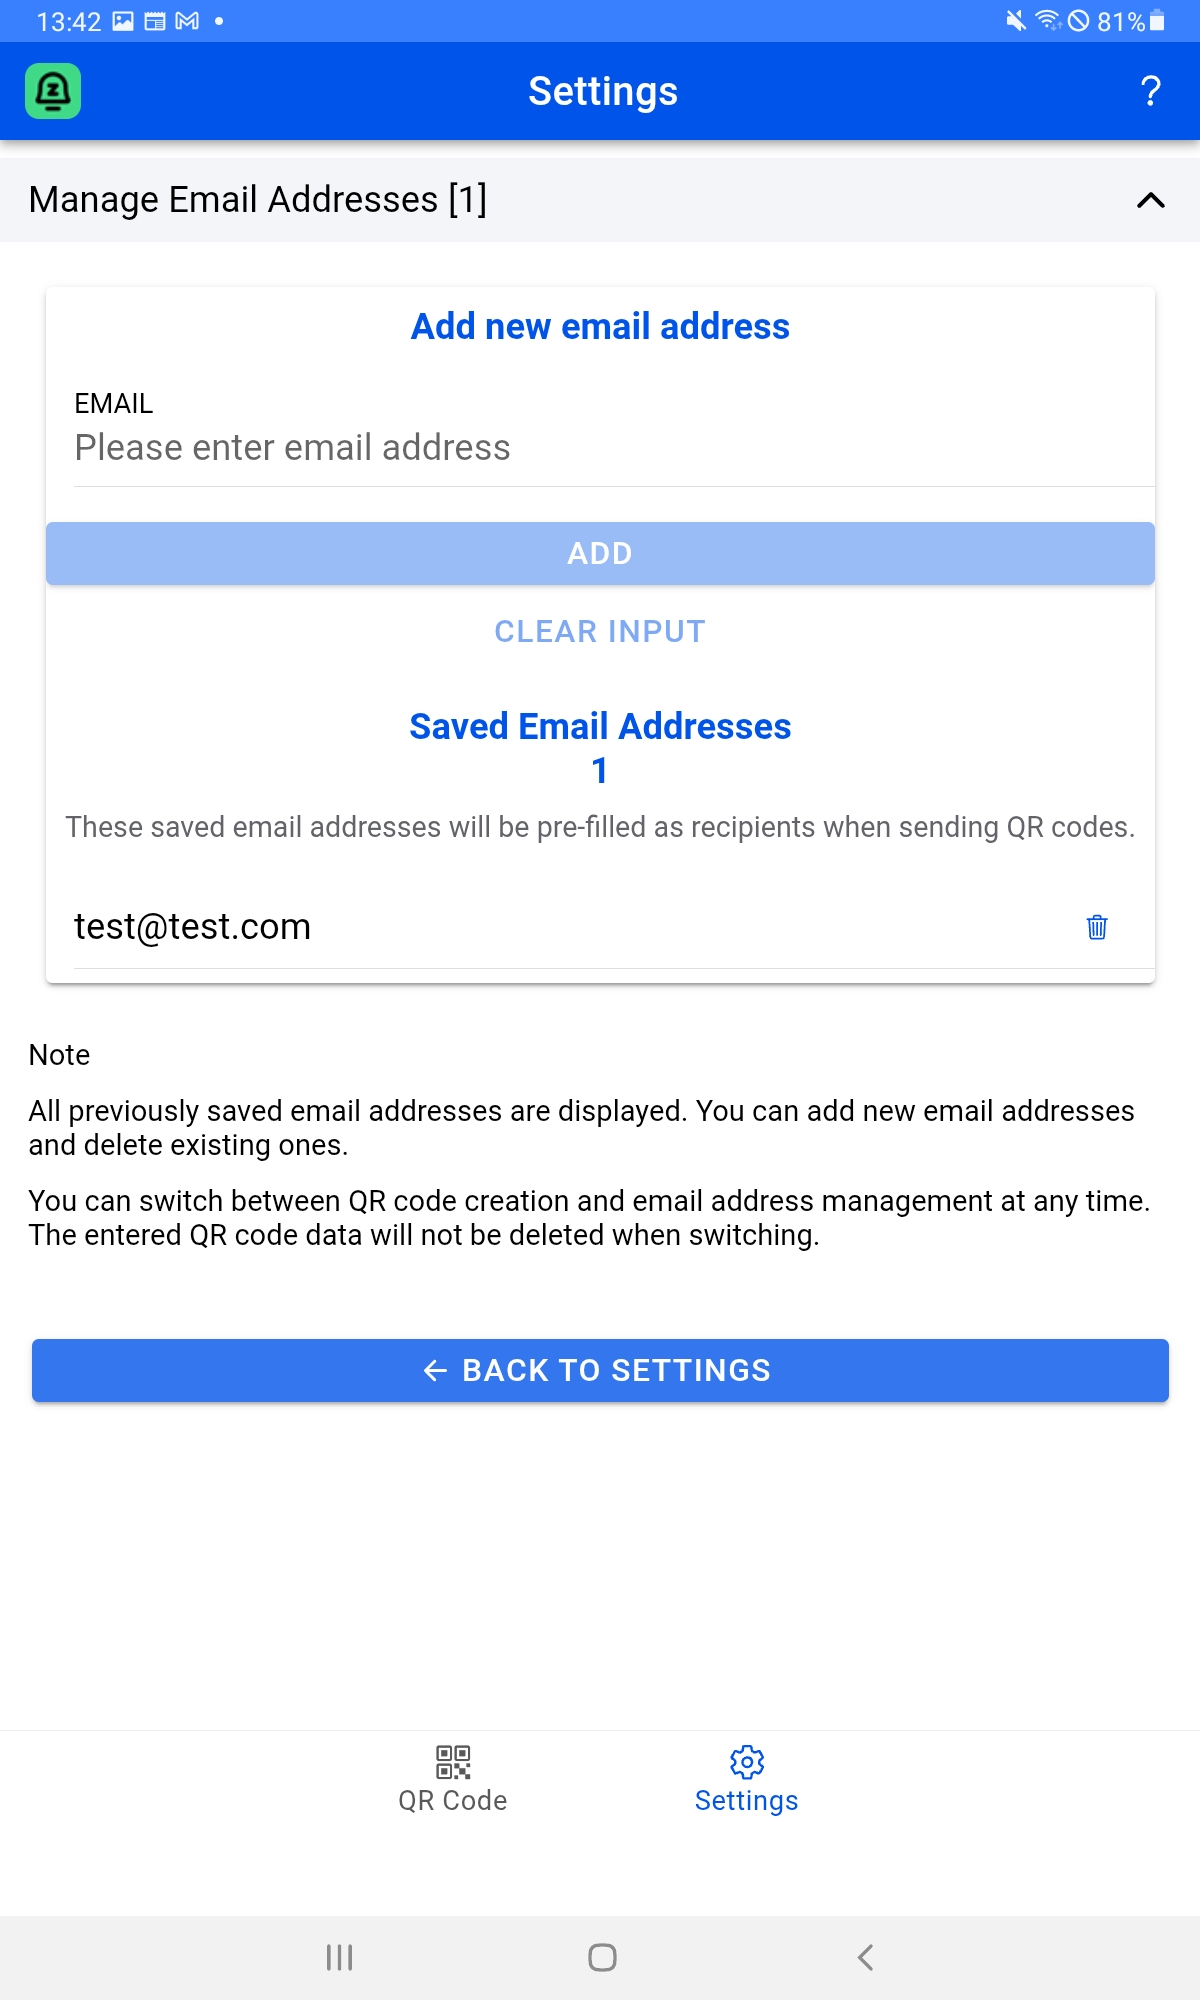 13:42
81%
Settings
?
Manage Email Addresses [1]
Add new email address
EMAIL
Please enter email address
ADD
CLEAR INPUT
Saved Email Addresses
1
These saved email addresses will be pre-filled as recipients when sending QR codes.
test@test.com
Note
All previously saved email addresses are displayed. You can add new email addresses
and delete existing ones.
You can switch between QR code creation and email address management at any time.
The entered QR code data will not be deleted when switching.
BACK TO SETTINGS
QR Code
Settings